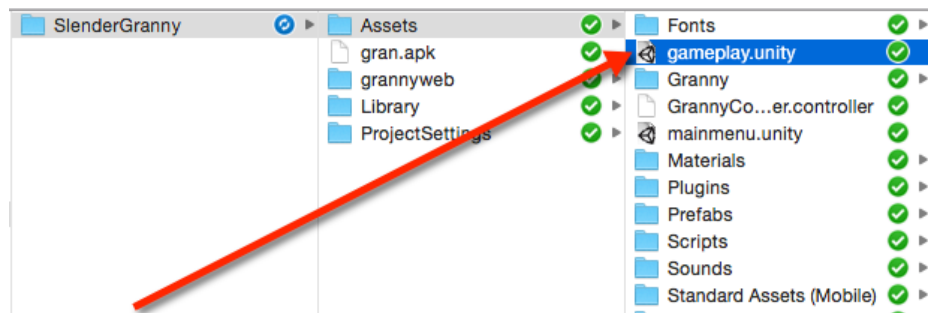 SlenderGranny
Assets
gran.apk
grannyweb
Library
ProjectSettings
Fonts
gameplay.unity
Granny
GrannyCo...er.controller
mainmenu.unity
Materials
Plugins
Prefabs
Scripts
Sounds
Standard Assets (Mobile)